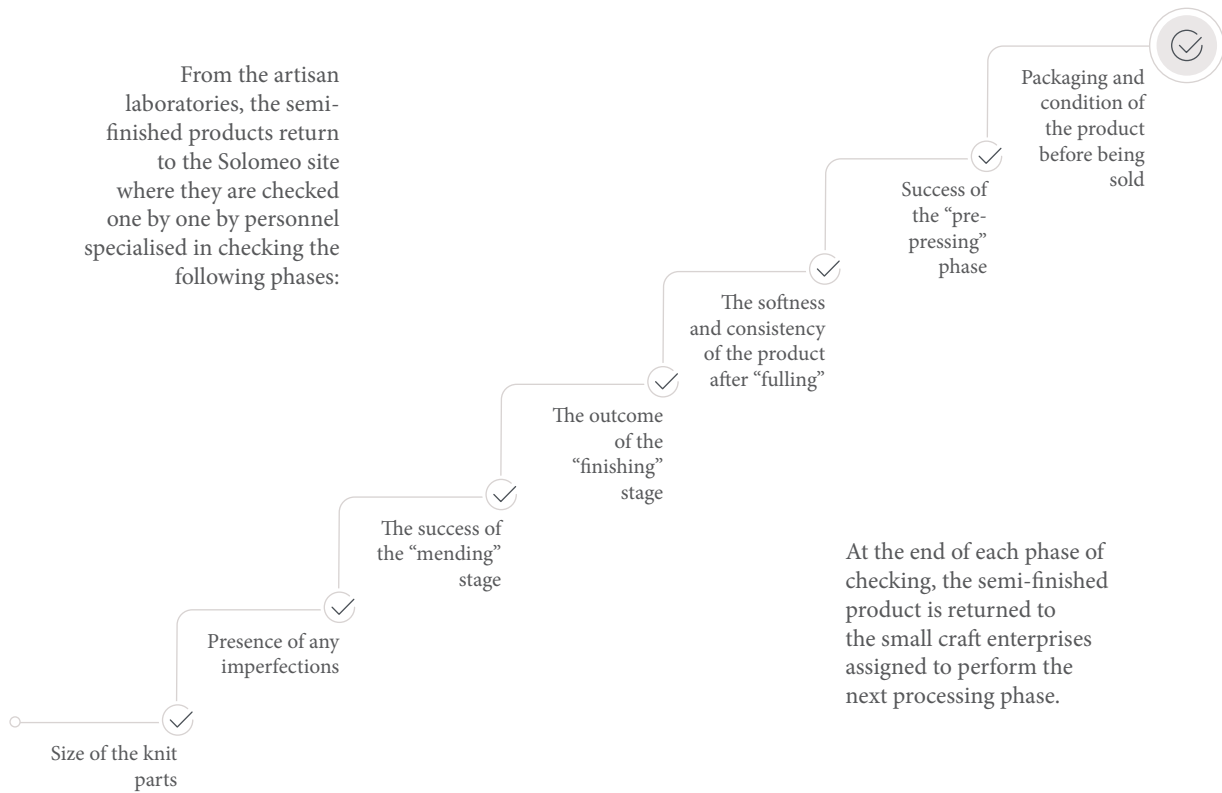 From the artisan
laboratories, the semi-
finished products return
to the Solomeo site
where they are checked
one by one by personnel
specialised in checking the
following phases:
Size of the knit
parts
Presence of any
imperfections
The success of
the “mending”
stage
The outcome
of the
“finishing”
stage
The softness
and consistency
of the product
after “fulling”
Success of
the “pre-
pressing”
phase
Packaging and
condition of
the product
before being
sold
At the end of each phase of
checking, the semi-finished
product is returned to
the small craft enterprises
assigned to perform the
next processing phase.